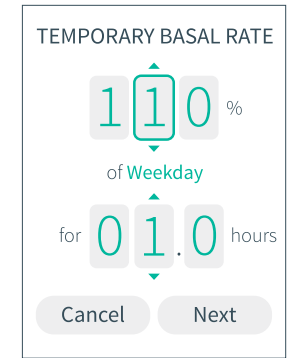 TEMPORARY BASAL RATE
110 %
of Weekday
for 01.0 hours
Cancel Next